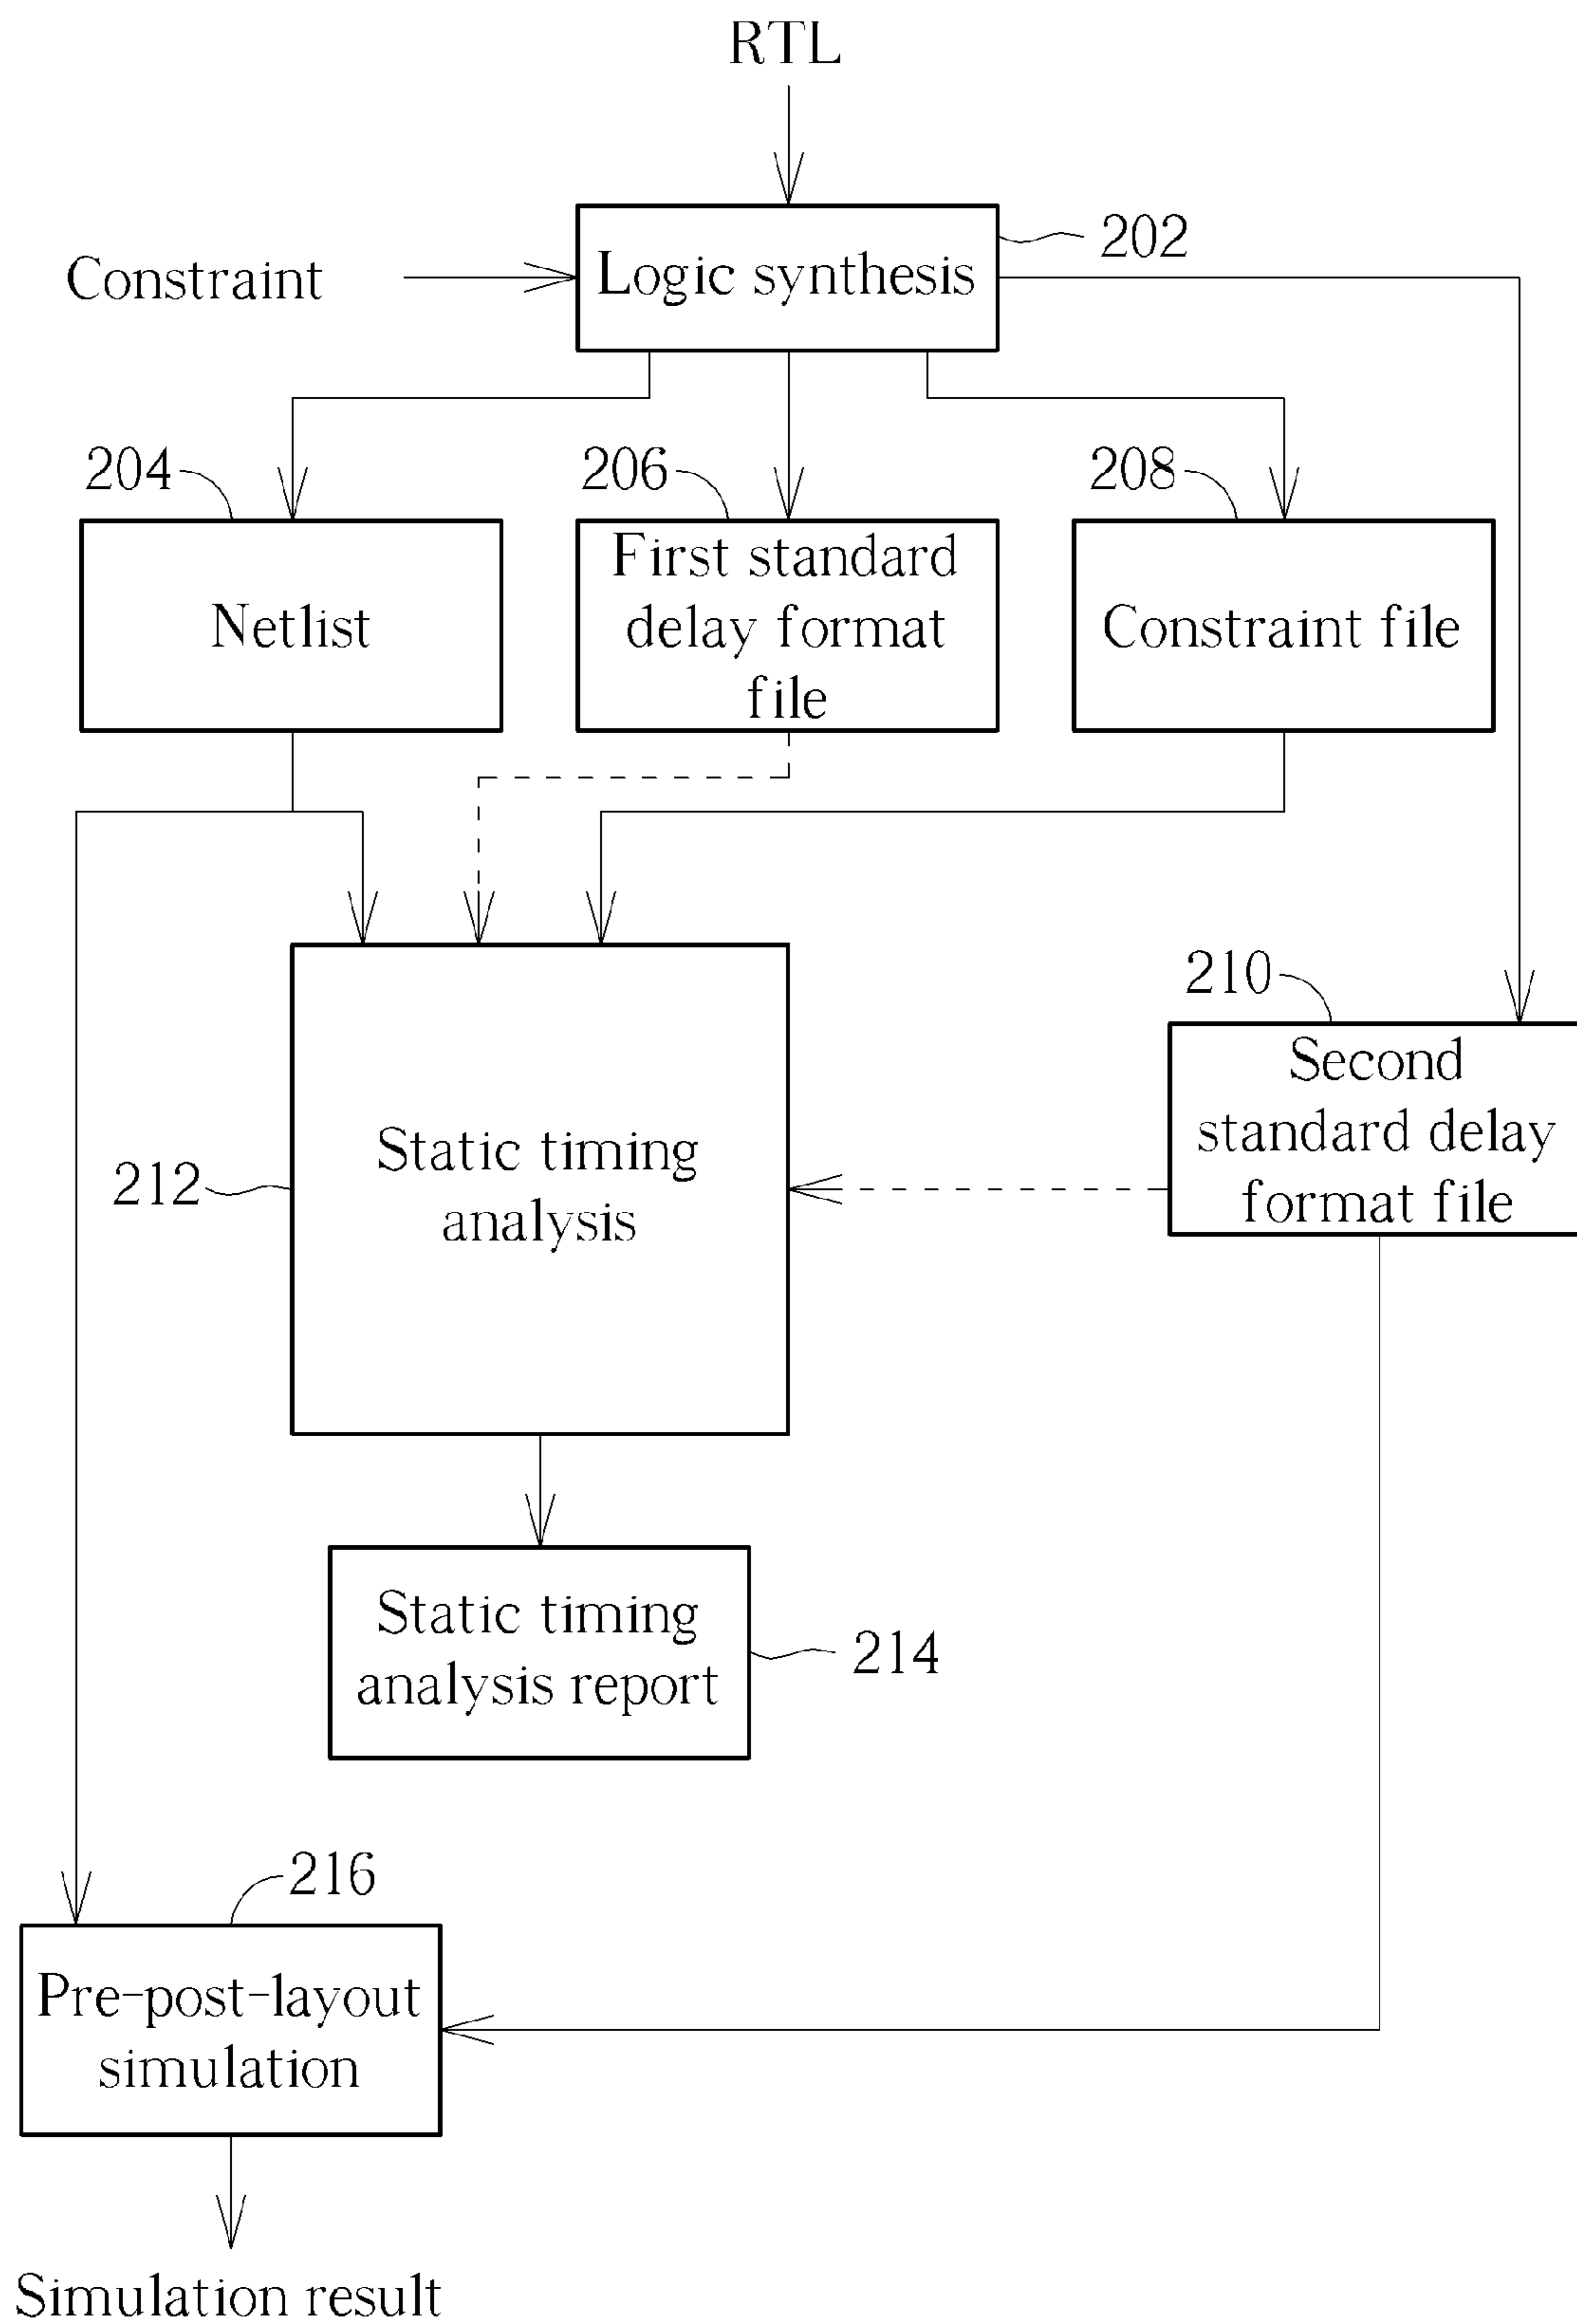 RTL
202
Constraint
Logic synthesis
204
206
208
Netlist
First standard
delay format
file
Constraint file
210
Second
standard delay
format file
212
Static timing
analysis
Static timing
analysis report
214
216
Pre-post-layout
simulation
Simulation result